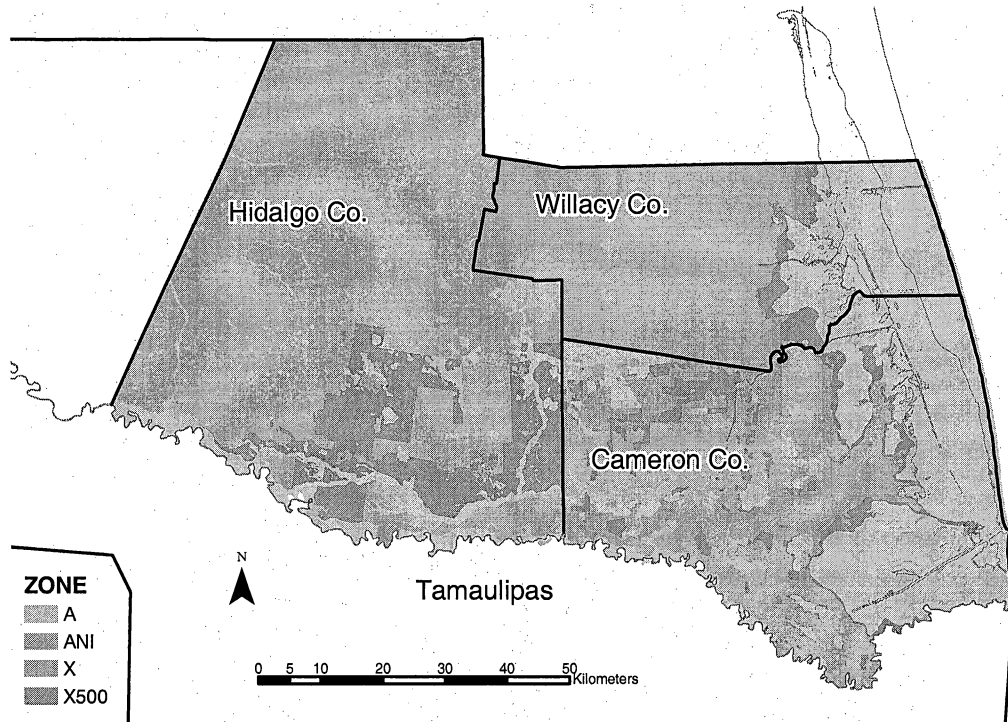 Hidalgo Co.
Willacy Co.
Cameron Co.
Tamaulipas
N
ZONE
A
ANI
X
X500
0 5 10 20 30 40 50
Kilometers